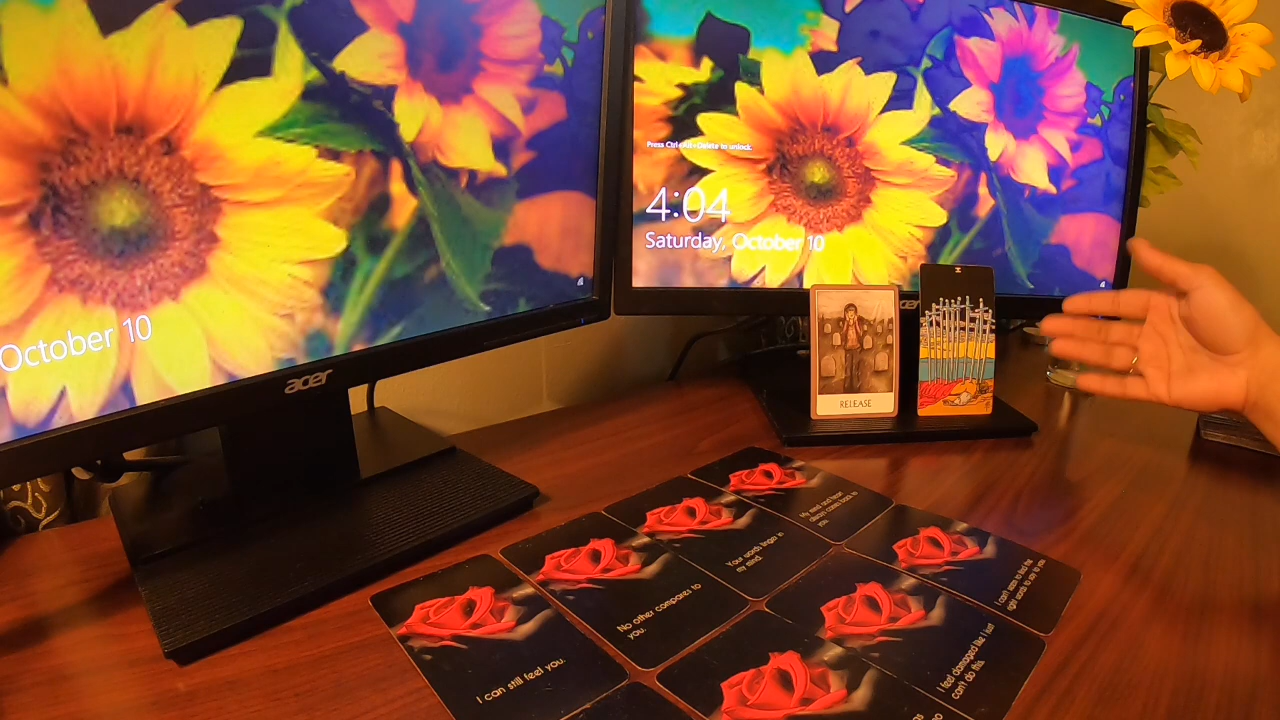 October 10
acer
Press Ctrl+Alt+Delete to unlock.
4:04
Saturday, October 10
acer
X
RELEASE
My mind and heart
always comes back to
you.
Your words linger in
my mind.
No other compares to
you.
I can still feel you.
I can't seem to find the
right words to say to you
I feel damaged like I just
can't do this.